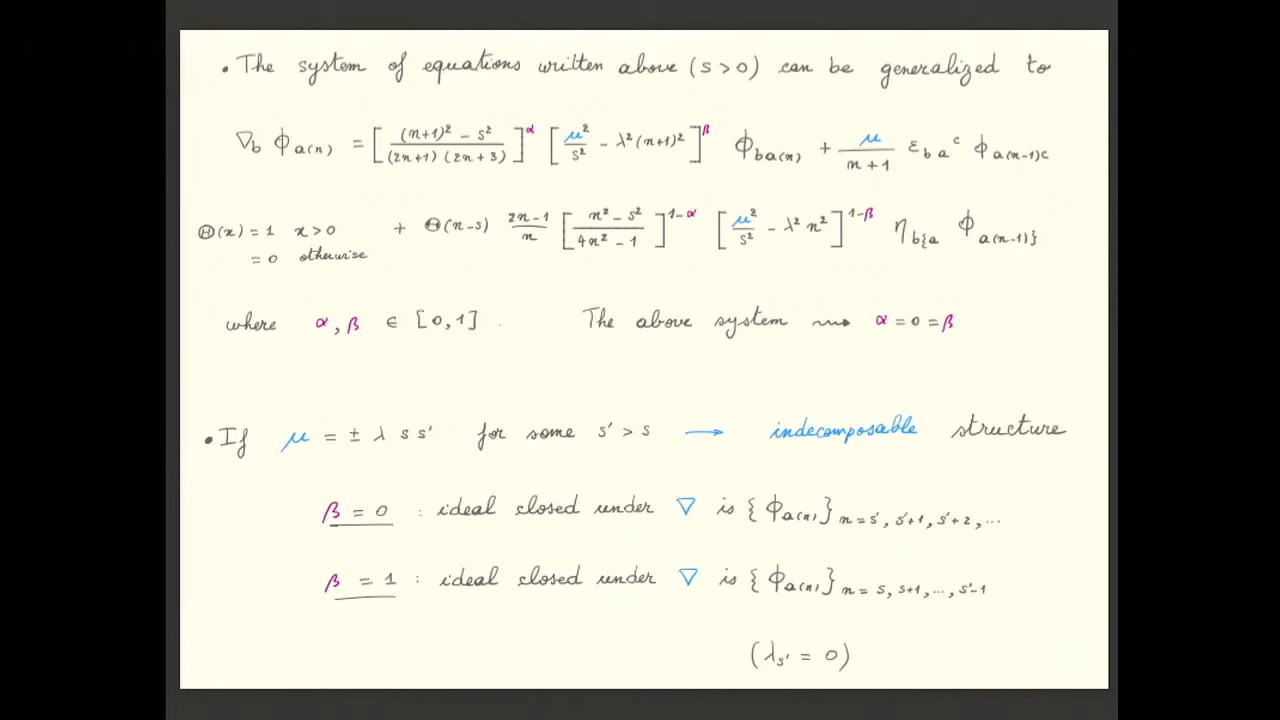 • The system of equations written above (s > 0) can be generalized to
∇_b ϕ_{a(n)} = [ ((n+1)² − s²) / ((2n+1)(2n+3)) ]^α [ μ²/s² − λ²(n+1)² ]^β ϕ_{ba(n)} + μ/(n+1) ε_{ba}^c ϕ_{a(n−1)c}
Θ(x) = 1 x > 0 + Θ(n−s) (2n−1)/n [ (n² − s²) / (4n² − 1) ]^{1−α} [ μ²/s² − λ² n² ]^{1−β} η_{b{a} ϕ_{a(n−1)}}
= 0 otherwise
where α, β ∈ [0,1]. The above system ⟿ α = 0 = β
• If μ = ± λ s s' for some s' > s ⟶ indecomposable structure
β = 0 : ideal closed under ∇ is {ϕ_{a(n)}}_{n = s', s'+1, s'+2, ...}
β = 1 : ideal closed under ∇ is {ϕ_{a(n)}}_{n = s, s+1, ..., s'−1}
(λ_{s'} = 0)